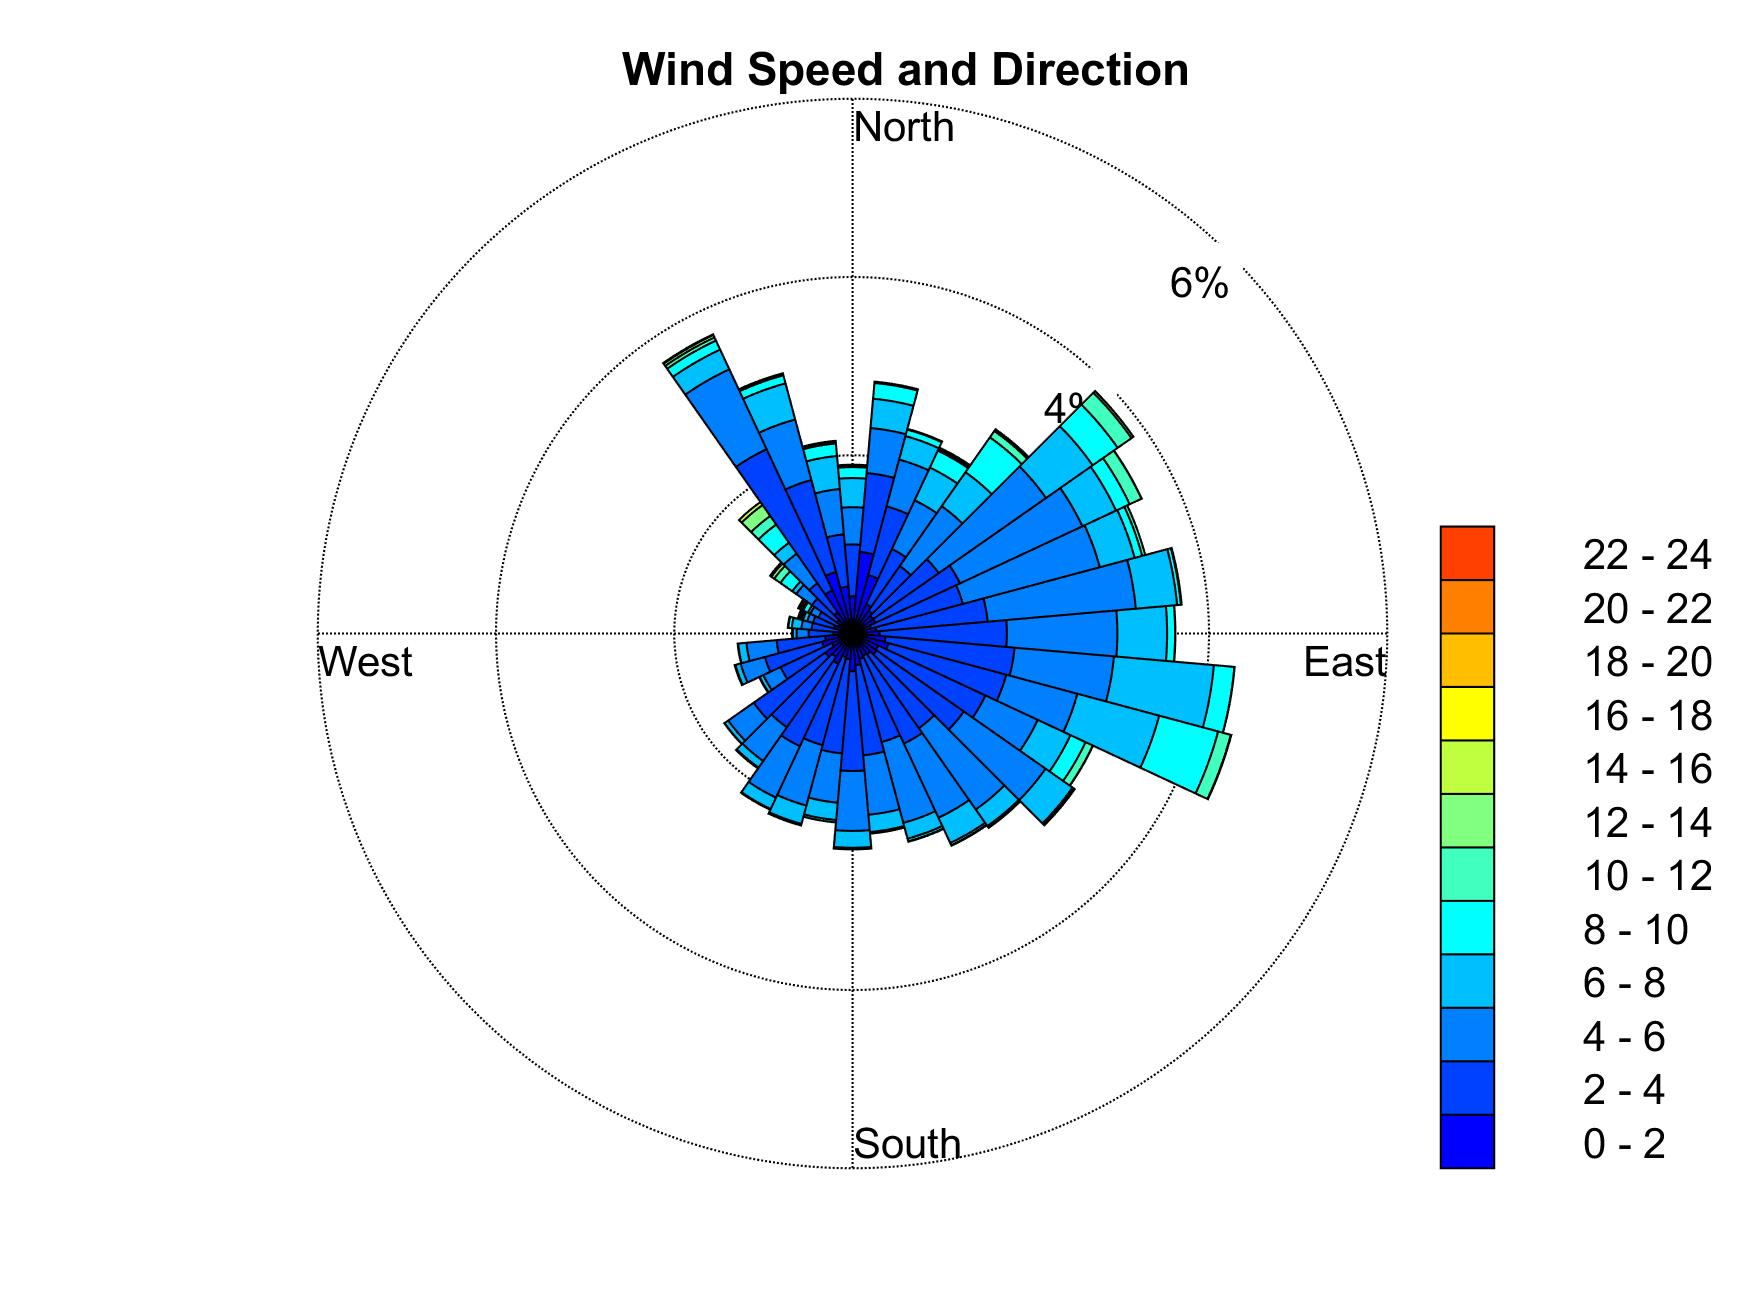 Wind Speed and Direction
North
6%
4%
West
East
South
22 - 24
20 - 22
18 - 20
16 - 18
14 - 16
12 - 14
10 - 12
8 - 10
6 - 8
4 - 6
2 - 4
0 - 2